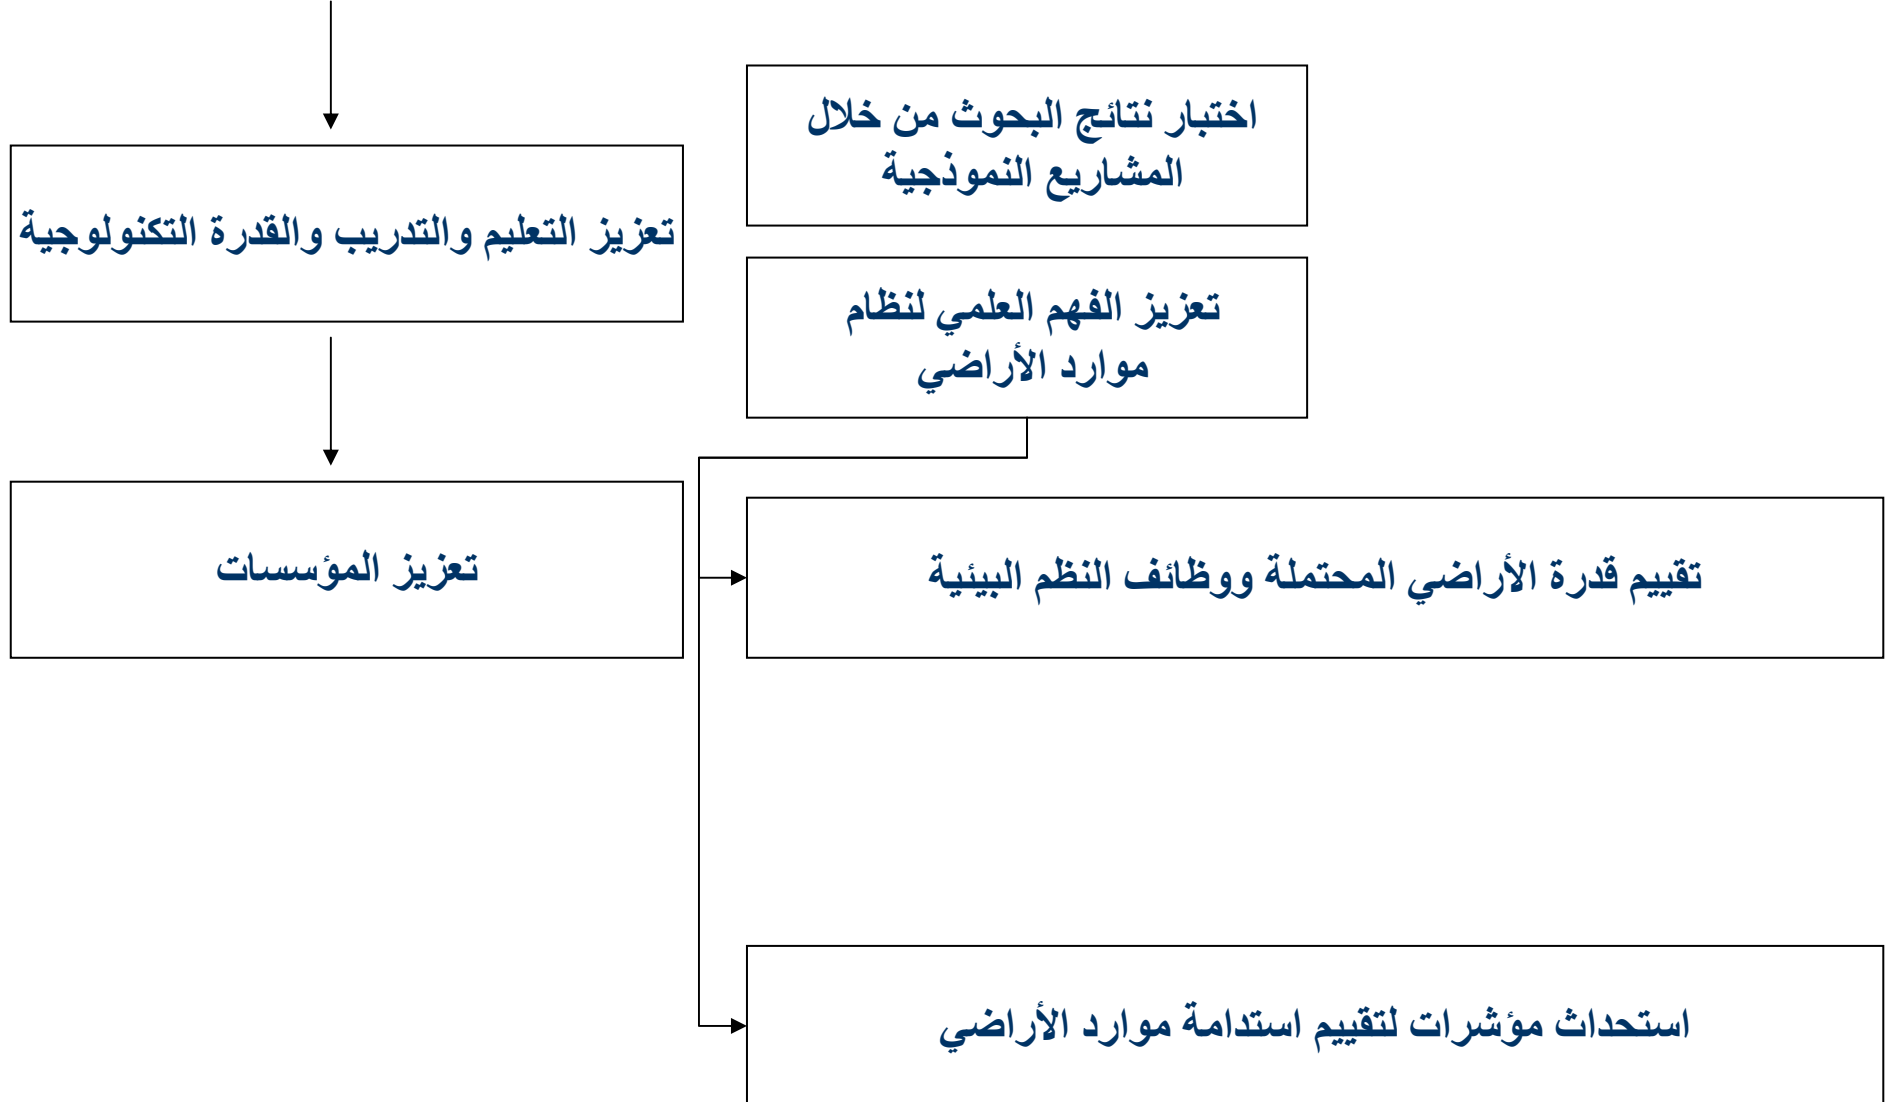 اختبار نتائج البحوث من خلال
المشاريع النموذجية
تعزيز التعليم والتدريب والقدرة التكنولوجية
تعزيز الفهم العلمي لنظام
موارد الأراضي
تقييم قدرة الأراضي المحتملة ووظائف النظم البيئية
تعزيز المؤسسات
استحداث مؤشرات لتقييم استدامة موارد الأراضي